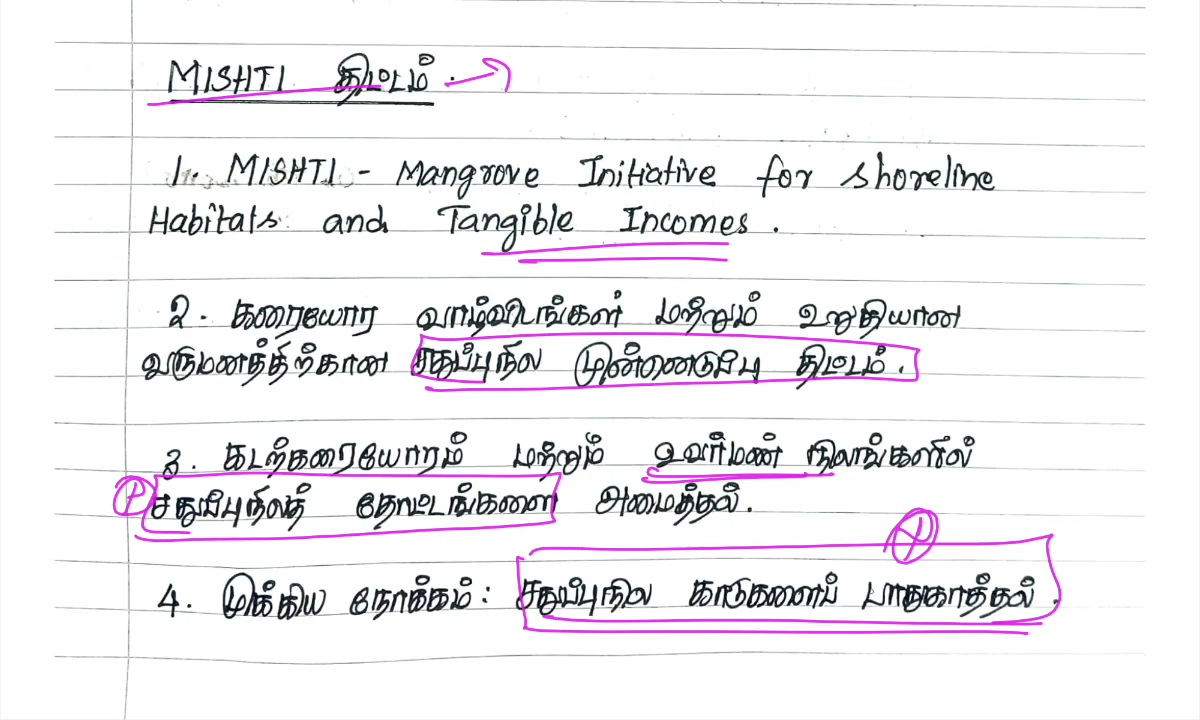 MISHTI திட்டம்.
1. MISHTI - Mangrove Initiative for Shoreline
Habitats and Tangible Incomes.
2. கரையோர வாழ்விடங்கள் மற்றும் உறுதியான
வருமானத்திற்கான சதுப்புநில முன்னெடுப்பு திட்டம்.
3. கடற்கரையோரம் மற்றும் உவர்மண் நிலங்களில்
சதுப்புநிலத் தோட்டங்களை அமைத்தல்.
4. முக்கிய நோக்கம்: சதுப்புநில காடுகளைப் பாதுகாத்தல்.